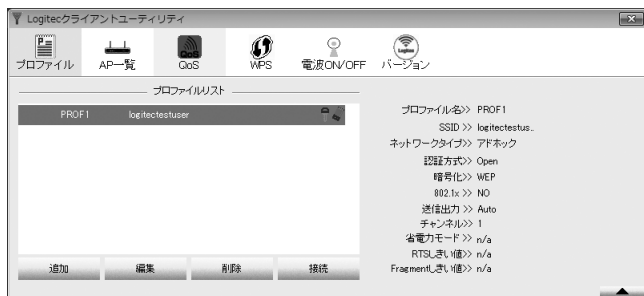 Logitecクライアントユーティリティ
プロファイル AP一覧 QoS WPS 電波ON/OFF バージョン
プロファイルリスト
PROF1 logitectestuser
プロファイル名>> PROF1
SSID >> logitectestus..
ネットワークタイプ>> アドホック
認証方式>> Open
暗号化>> WEP
802.1x >> NO
送信出力 >> Auto
チャンネル>> 1
省電力モード >> n/a
RTSしきい値>> n/a
Fragmentしきい値>> n/a
追加 編集 削除 接続